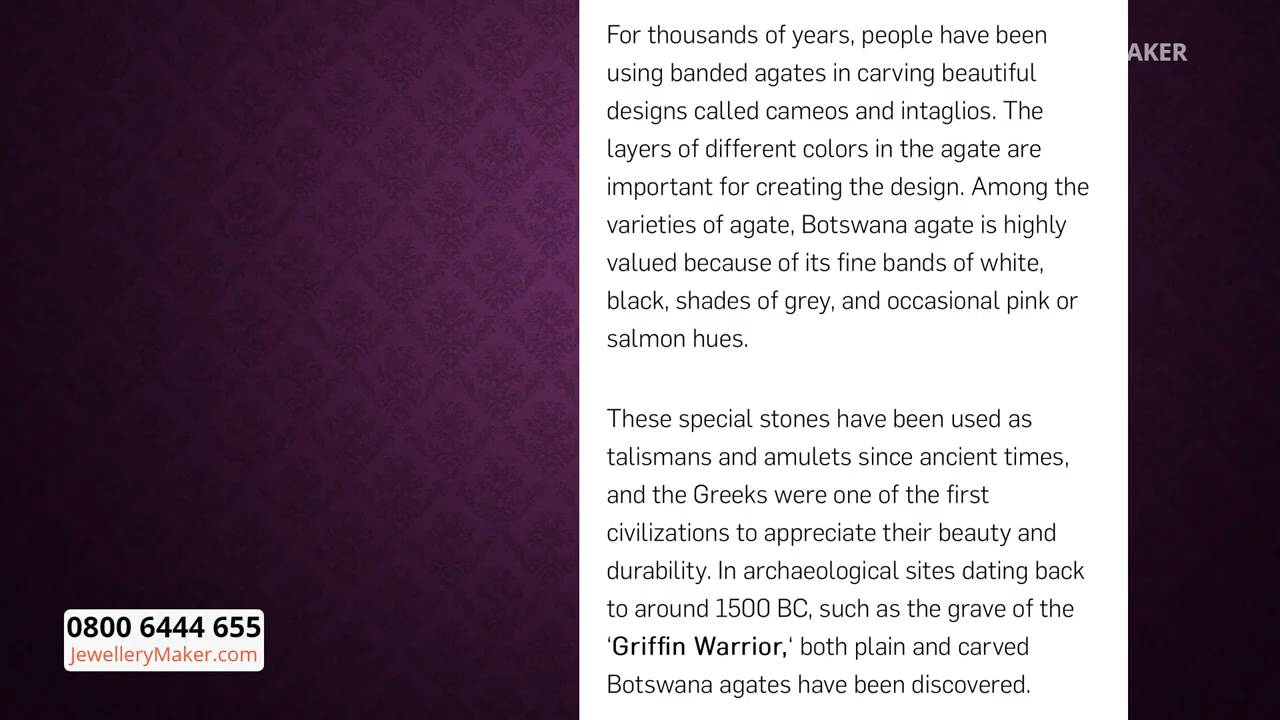 For thousands of years, people have been
using banded agates in carving beautiful
designs called cameos and intaglios. The
layers of different colors in the agate are
important for creating the design. Among the
varieties of agate, Botswana agate is highly
valued because of its fine bands of white,
black, shades of grey, and occasional pink or
salmon hues.
These special stones have been used as
talismans and amulets since ancient times,
and the Greeks were one of the first
civilizations to appreciate their beauty and
durability. In archaeological sites dating back
to around 1500 BC, such as the grave of the
‘Griffin Warrior,‘ both plain and carved
Botswana agates have been discovered.
AKER
0800 6444 655
JewelleryMaker.com